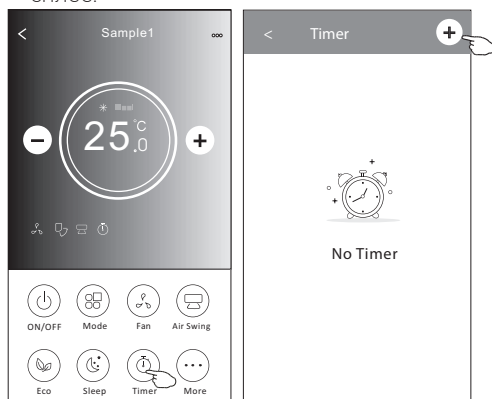 Sample1
25.0 °C
ON/OFF Mode Fan Air Swing
Eco Sleep Timer More
Timer
No Timer